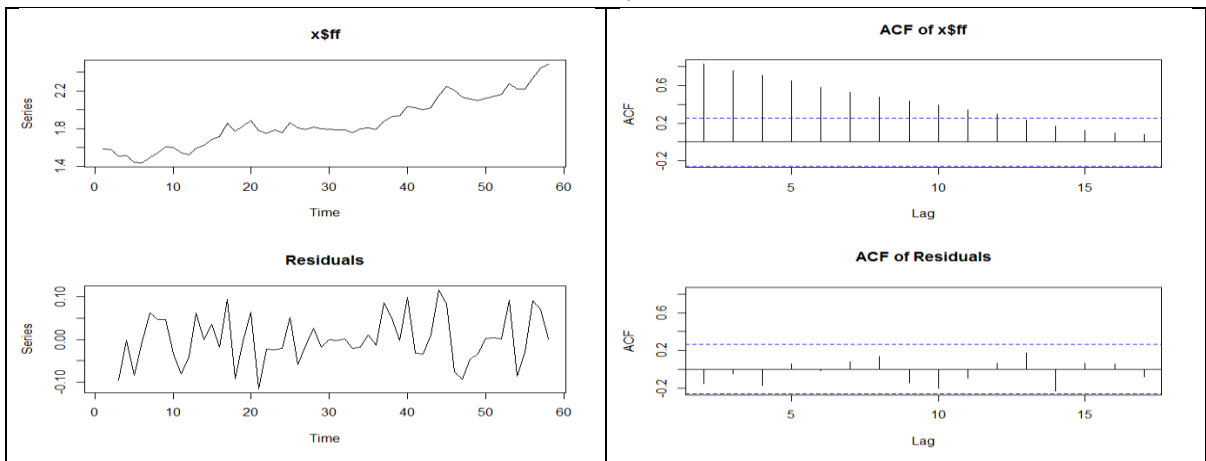 x$ff
Series
1.4 1.8 2.2
0 10 20 30 40 50 60
Time
ACF of x$ff
ACF
-0.2 0.2 0.6
5 10 15
Lag
Residuals
Series
-0.10 0.00 0.10
0 10 20 30 40 50 60
Time
ACF of Residuals
ACF
-0.2 0.2 0.6
5 10 15
Lag